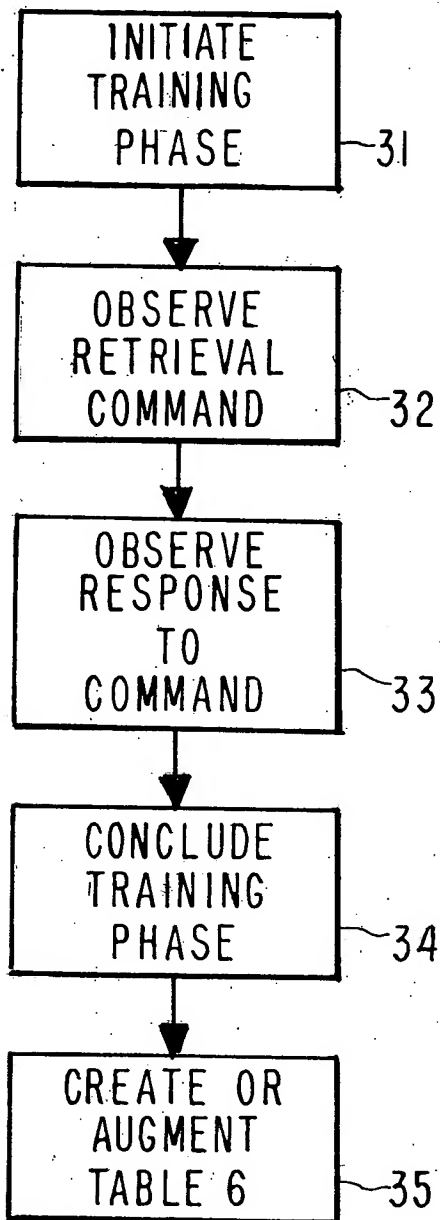 INITIATE
TRAINING
PHASE
31
OBSERVE
RETRIEVAL
COMMAND
32
OBSERVE
RESPONSE
TO
COMMAND
33
CONCLUDE
TRAINING
PHASE
34
CREATE OR
AUGMENT
TABLE 6
35